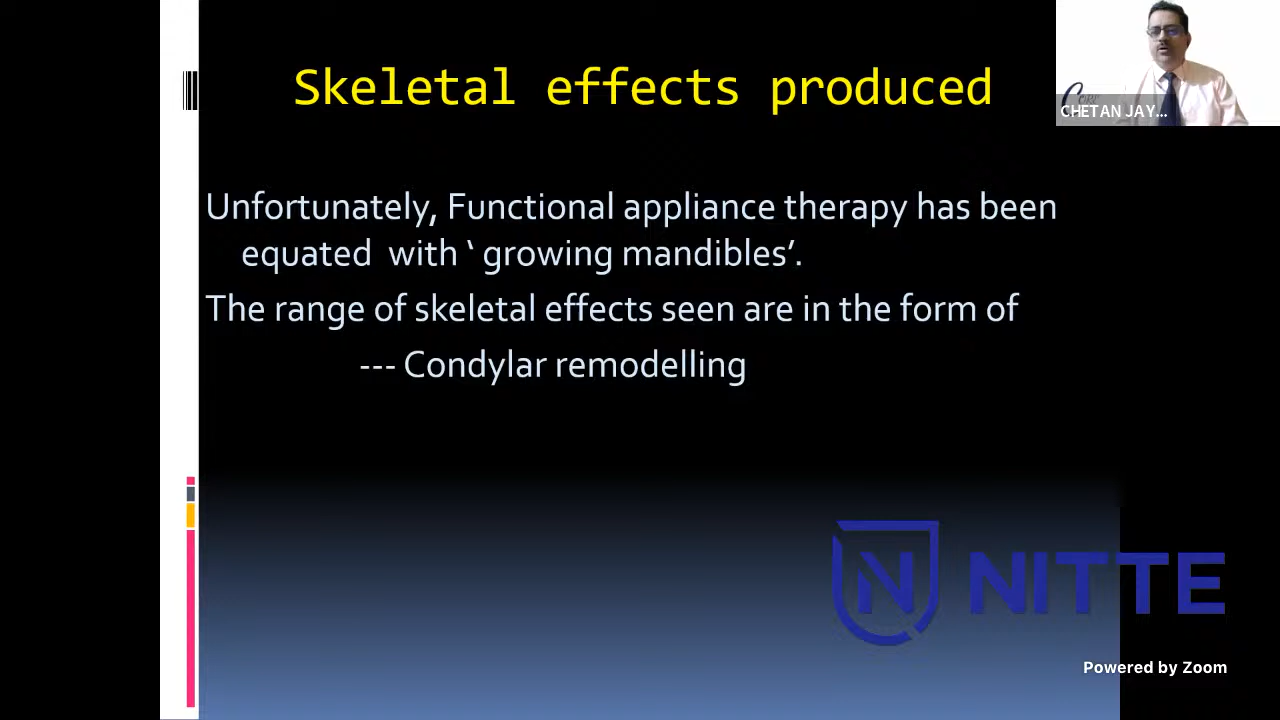 Skeletal effects produced
CHETAN JAY...
Unfortunately, Functional appliance therapy has been
equated with ‘ growing mandibles’.
The range of skeletal effects seen are in the form of
--- Condylar remodelling
N NITTE
Powered by Zoom